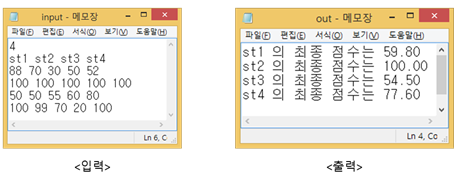 input - 메모장
파일(F) 편집(E) 서식(O) 보기(V) 도움말(H)
4
st1 st2 st3 st4
88 70 30 50 52
100 100 100 100 100
50 50 55 60 80
100 99 70 20 100
Ln 6, C
<입력>
out - 메모장
파일(F) 편집(E) 서식(O) 보기(V) 도움말(H)
st1 의 최종 점수는 59.80
st2 의 최종 점수는 100.00
st3 의 최종 점수는 54.50
st4 의 최종 점수는 77.60
Ln 4, Co
<출력>